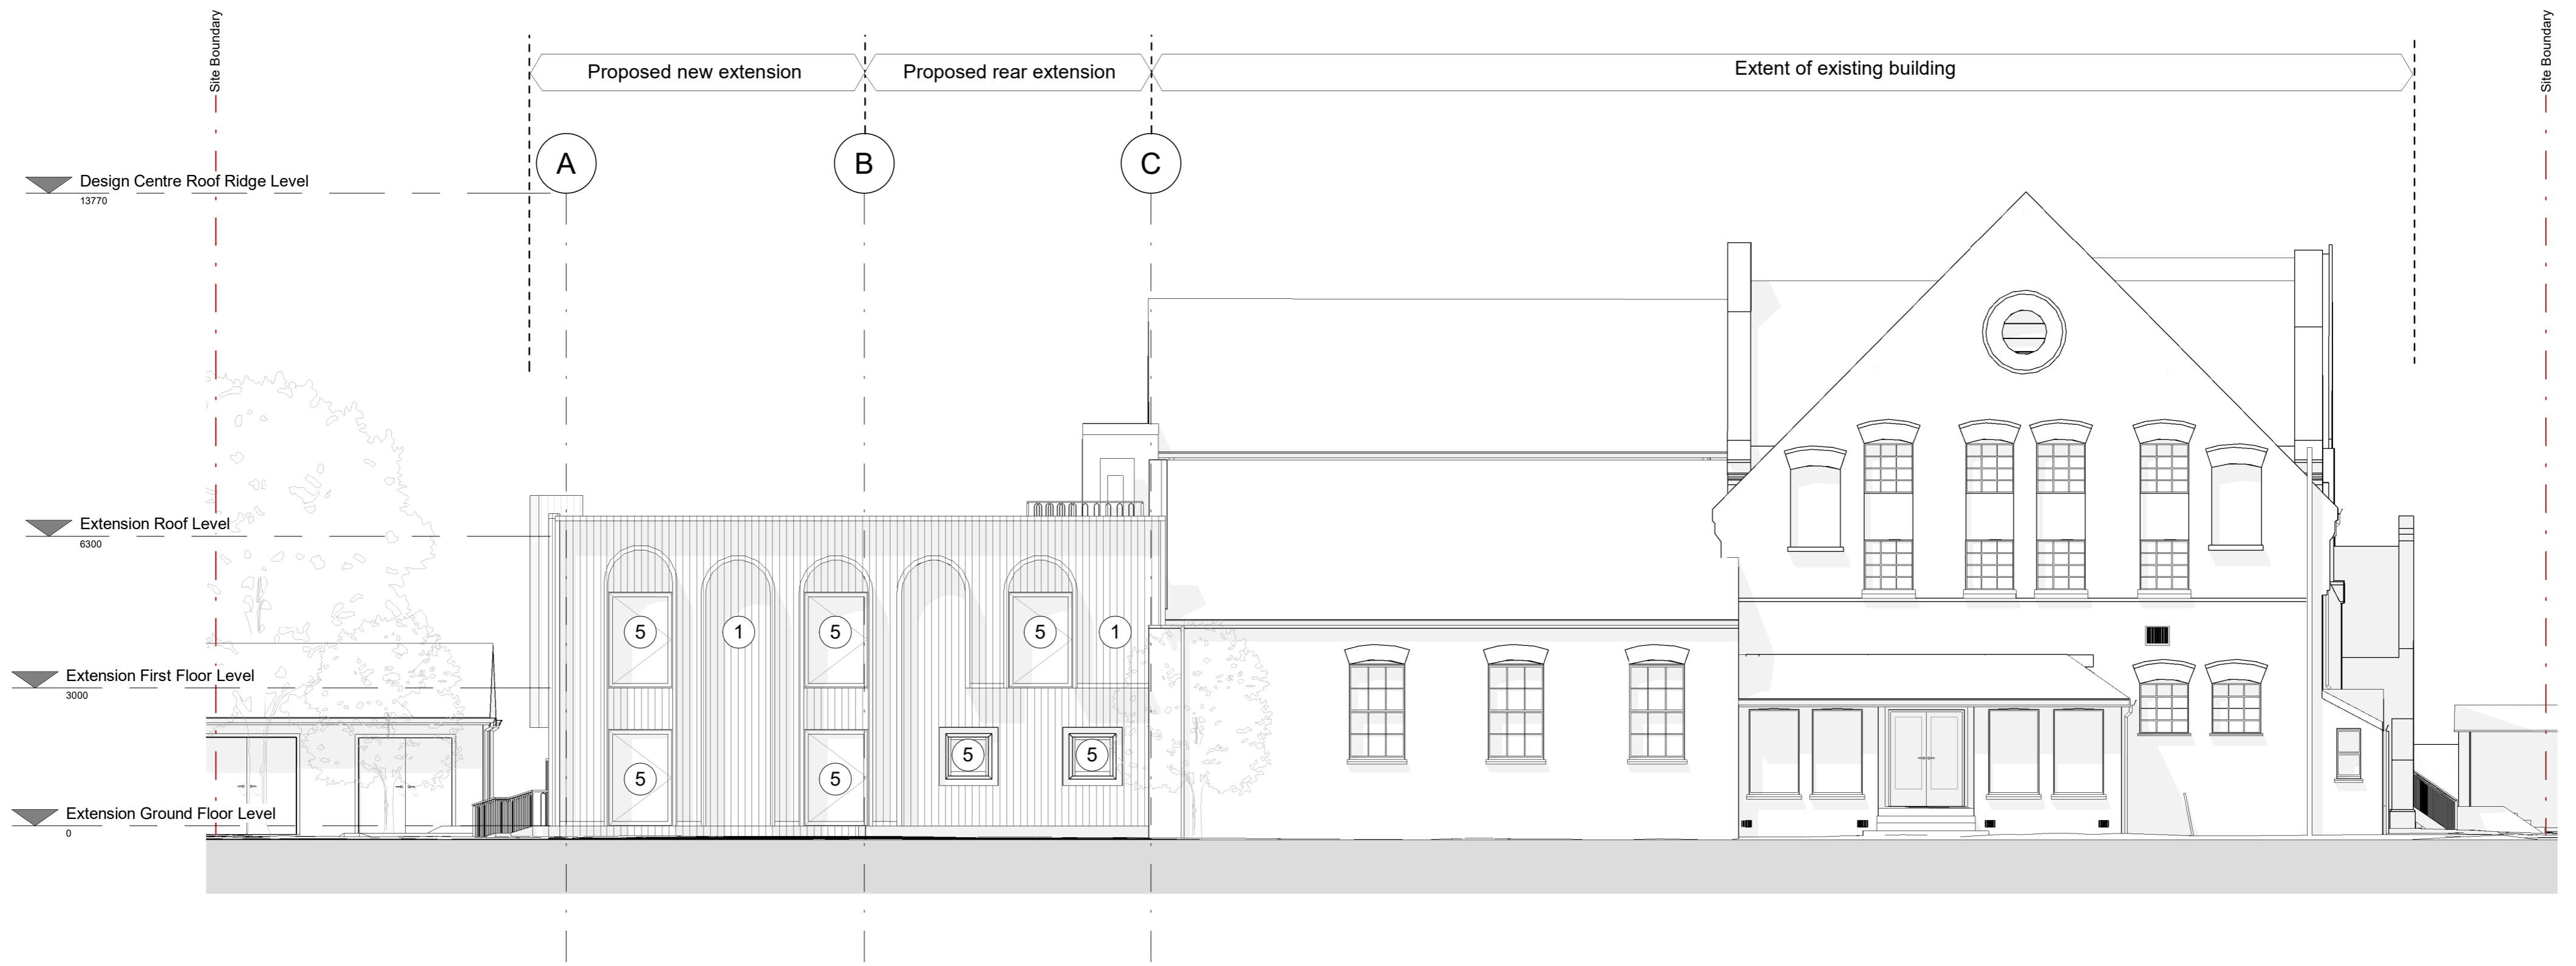 Site Boundary
Site Boundary
Proposed new extension
Proposed rear extension
Extent of existing building
A
B
C
Design Centre Roof Ridge Level
13770
Extension Roof Level
6300
5
1
5
5
1
Extension First Floor Level
3000
5
5
5
5
Extension Ground Floor Level
0